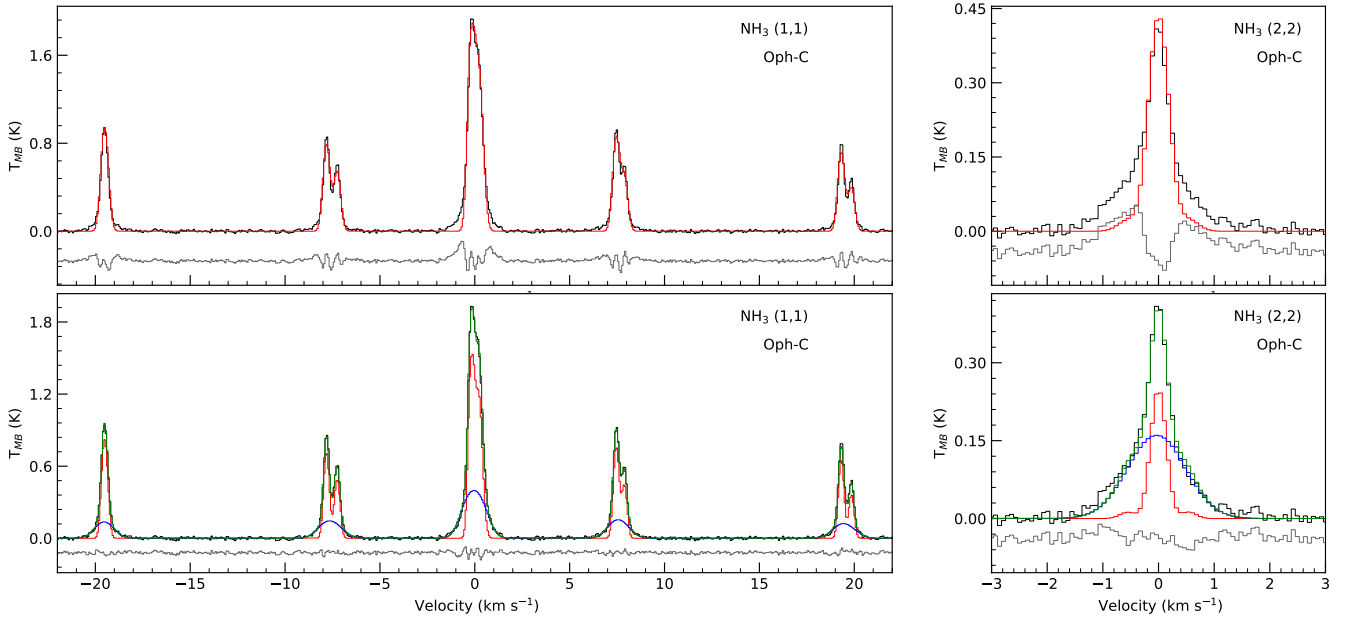 NH₃ (1,1)
Oph-C
1.6
0.8
0.0
T_MB (K)
NH₃ (2,2)
Oph-C
0.45
0.30
0.15
0.00
T_MB (K)
NH₃ (1,1)
Oph-C
1.8
1.2
0.6
0.0
T_MB (K)
−20 −15 −10 −5 0 5 10 15 20
Velocity (km s⁻¹)
NH₃ (2,2)
Oph-C
0.30
0.15
0.00
T_MB (K)
−3 −2 −1 0 1 2 3
Velocity (km s⁻¹)